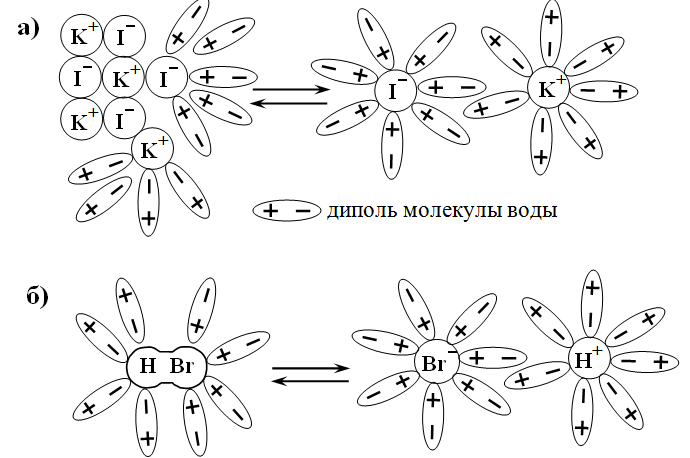 а)
K⁺ I⁻
I⁻ K⁺ I⁻
K⁺ I⁻
K⁺
I⁻ K⁺
+ − диполь молекулы воды
б)
H Br
Br⁻ H⁺